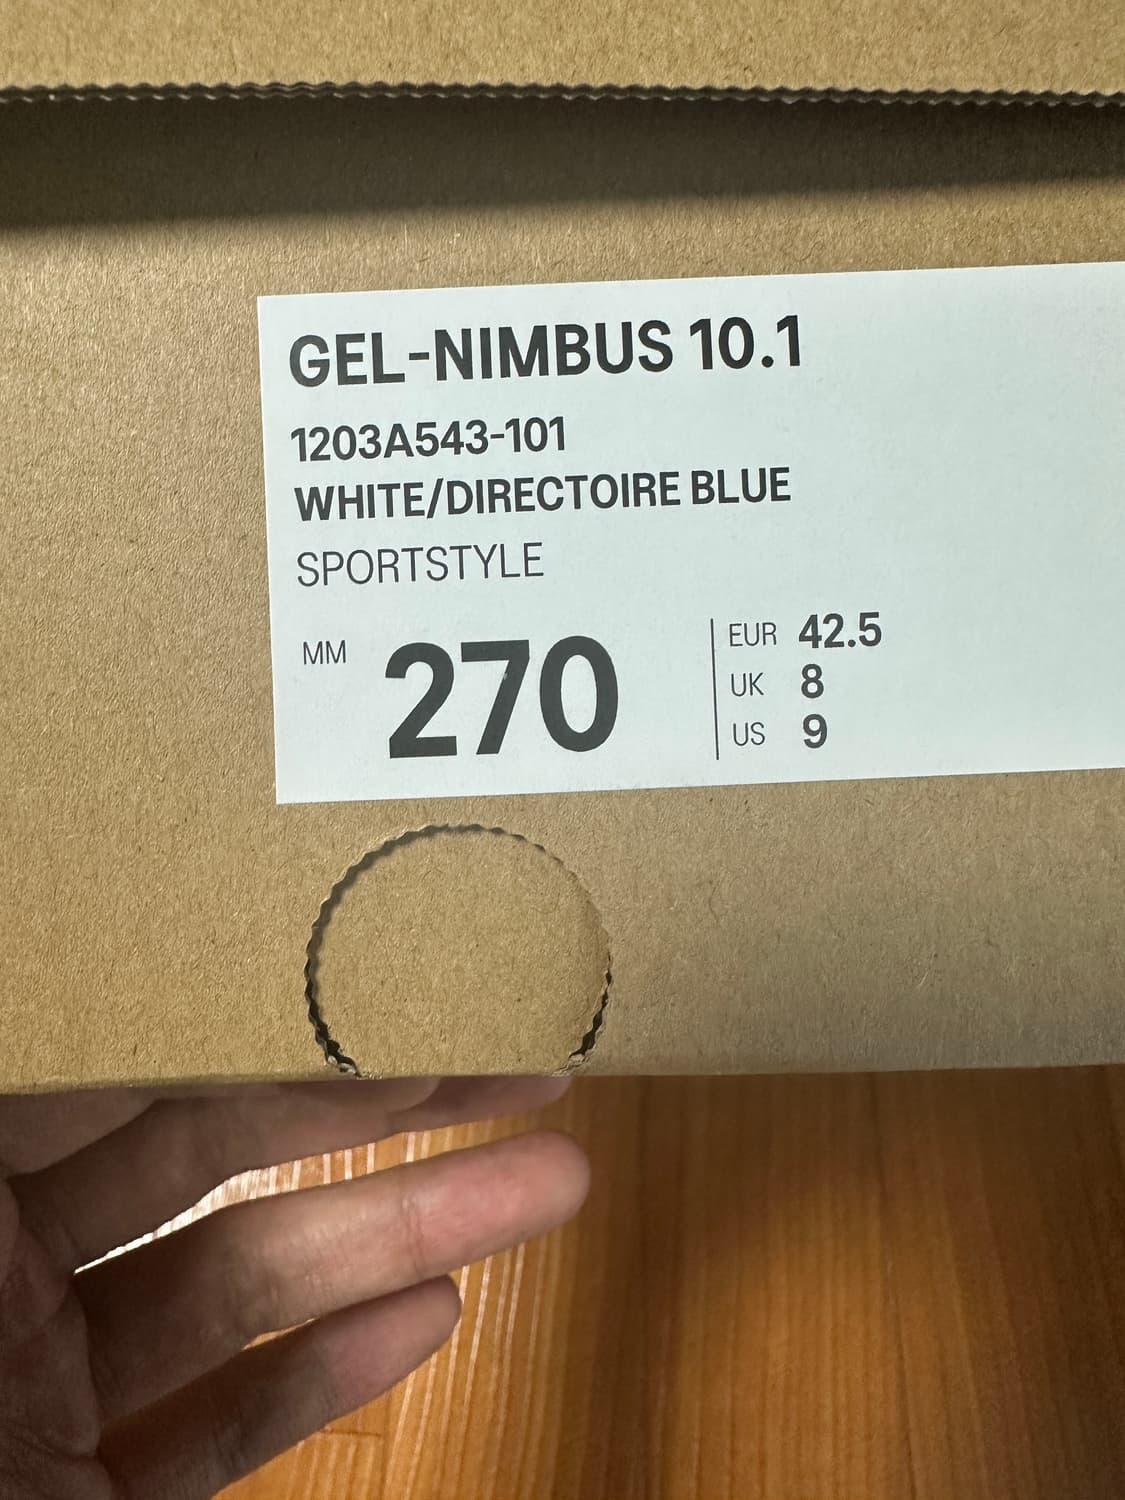 GEL-NIMBUS 10.1
1203A543-101
WHITE/DIRECTOIRE BLUE
SPORTSTYLE
MM 270
EUR 42.5
UK 8
US 9